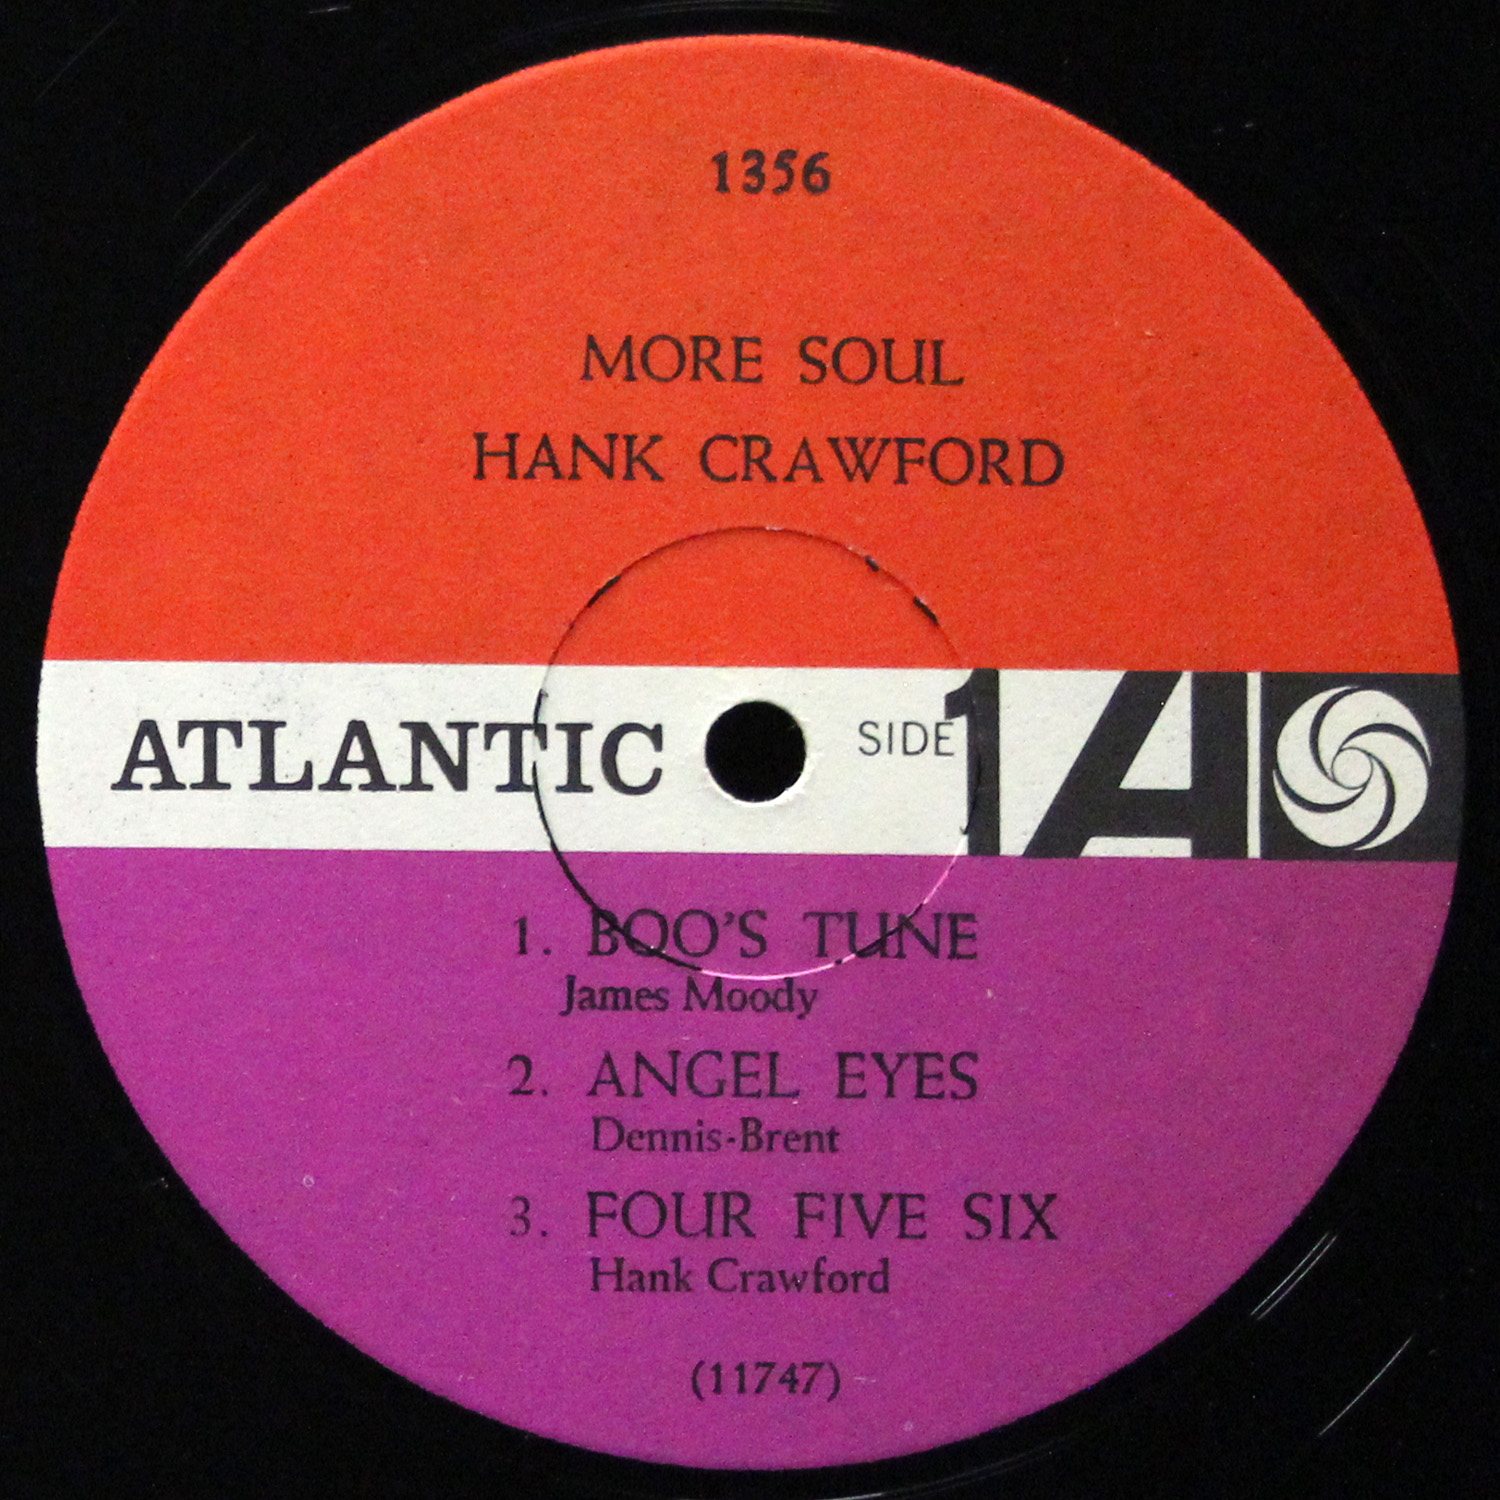 1356
MORE SOUL
HANK CRAWFORD
ATLANTIC SIDE 1 A
1. BOO'S TUNE
James Moody
2. ANGEL EYES
Dennis-Brent
3. FOUR FIVE SIX
Hank Crawford
(11747)